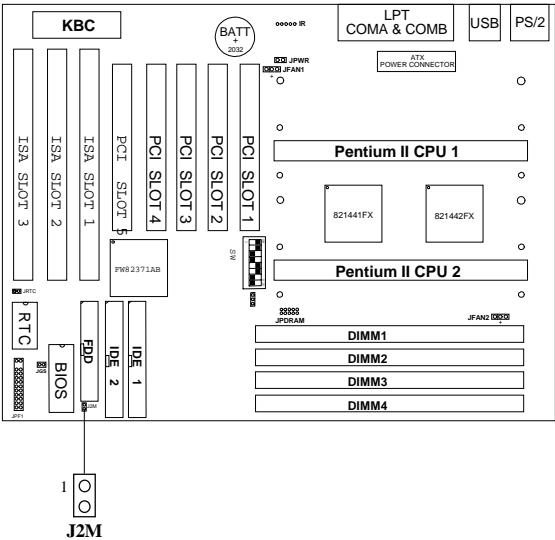 KBC
BATT
+
2032
IR
LPT
COMA & COMB
USB
PS/2
JPWR
JFAN1
+
ATX
POWER CONNECTOR
ISA SLOT 3
ISA SLOT 2
ISA SLOT 1
PCI SLOT 5
PCI SLOT 4
PCI SLOT 3
PCI SLOT 2
PCI SLOT 1
Pentium II CPU 1
821441FX
821442FX
SW
FW82371AB
Pentium II CPU 2
JRTC
RTC
JPDRAM
JFAN2
+
FDD
IDE 2
IDE 1
BIOS
JGS
JPF1
J2M
DIMM1
DIMM2
DIMM3
DIMM4
1
J2M